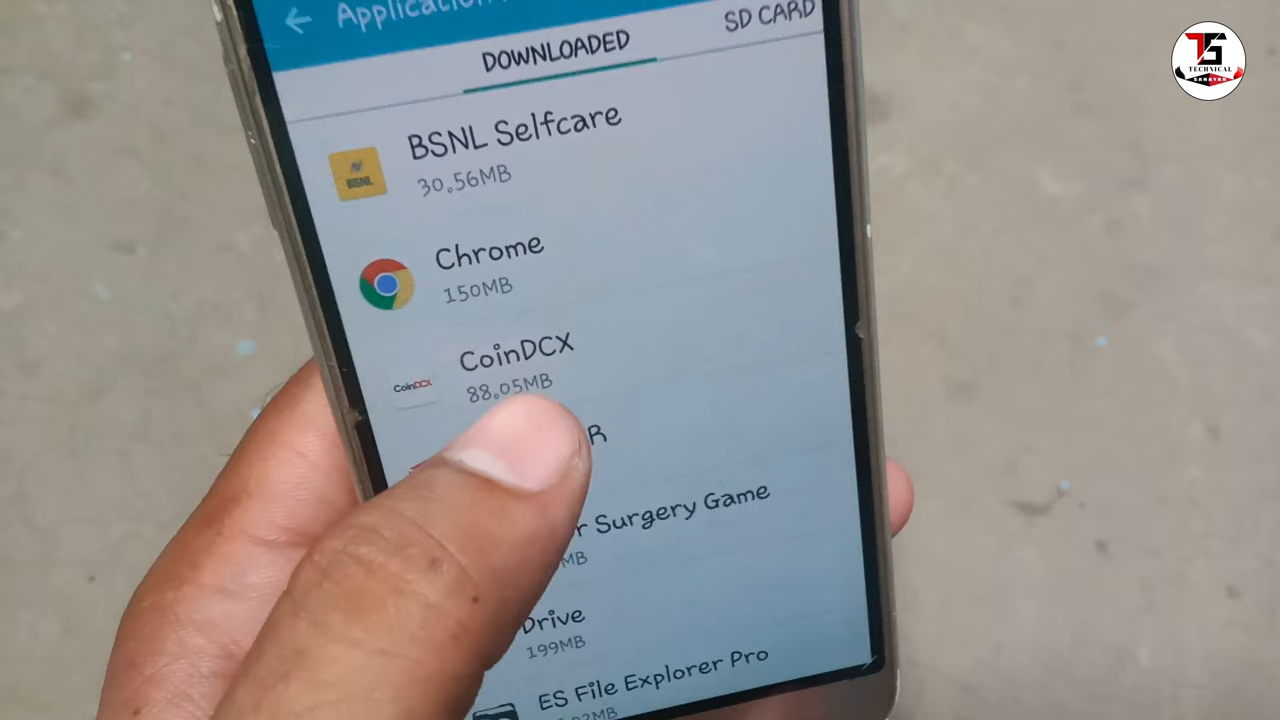 Application
DOWNLOADED
SD CARD
BSNL Selfcare
30.56MB
BSNL
Chrome
150MB
CoinDCX
88.05MB
CoinDCX
R
r Surgery Game
MB
Drive
199MB
ES File Explorer Pro
TS
TECHNICAL